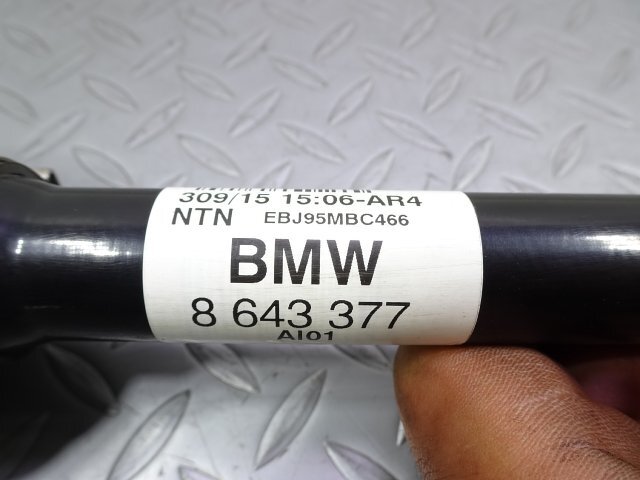 309/15 15:06-AR4
NTN EBJ95MBC466
BMW
8 643 377
AI01